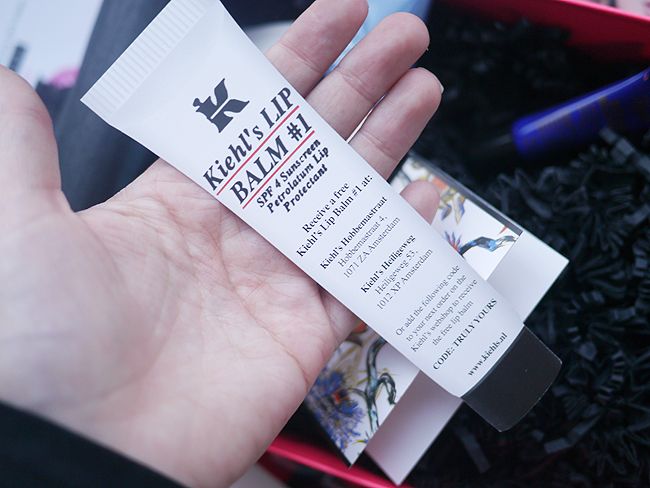 Kiehl's LIP
BALM #1
SPF 4 Sunscreen
Petrolatum Lip
Protectant
Receive a free
Kiehl's Lip Balm #1 at:
Kiehl's Hobbemastraat
Hobbemastraat 4,
1071 ZA Amsterdam
Kiehl's Heiligeweg
Heiligeweg 53,
1012 XP Amsterdam
Or add the following code
to your next order on the
Kiehl's webshop to receive
the free lip balm
CODE: TRULY YOURS
www.kiehls.nl